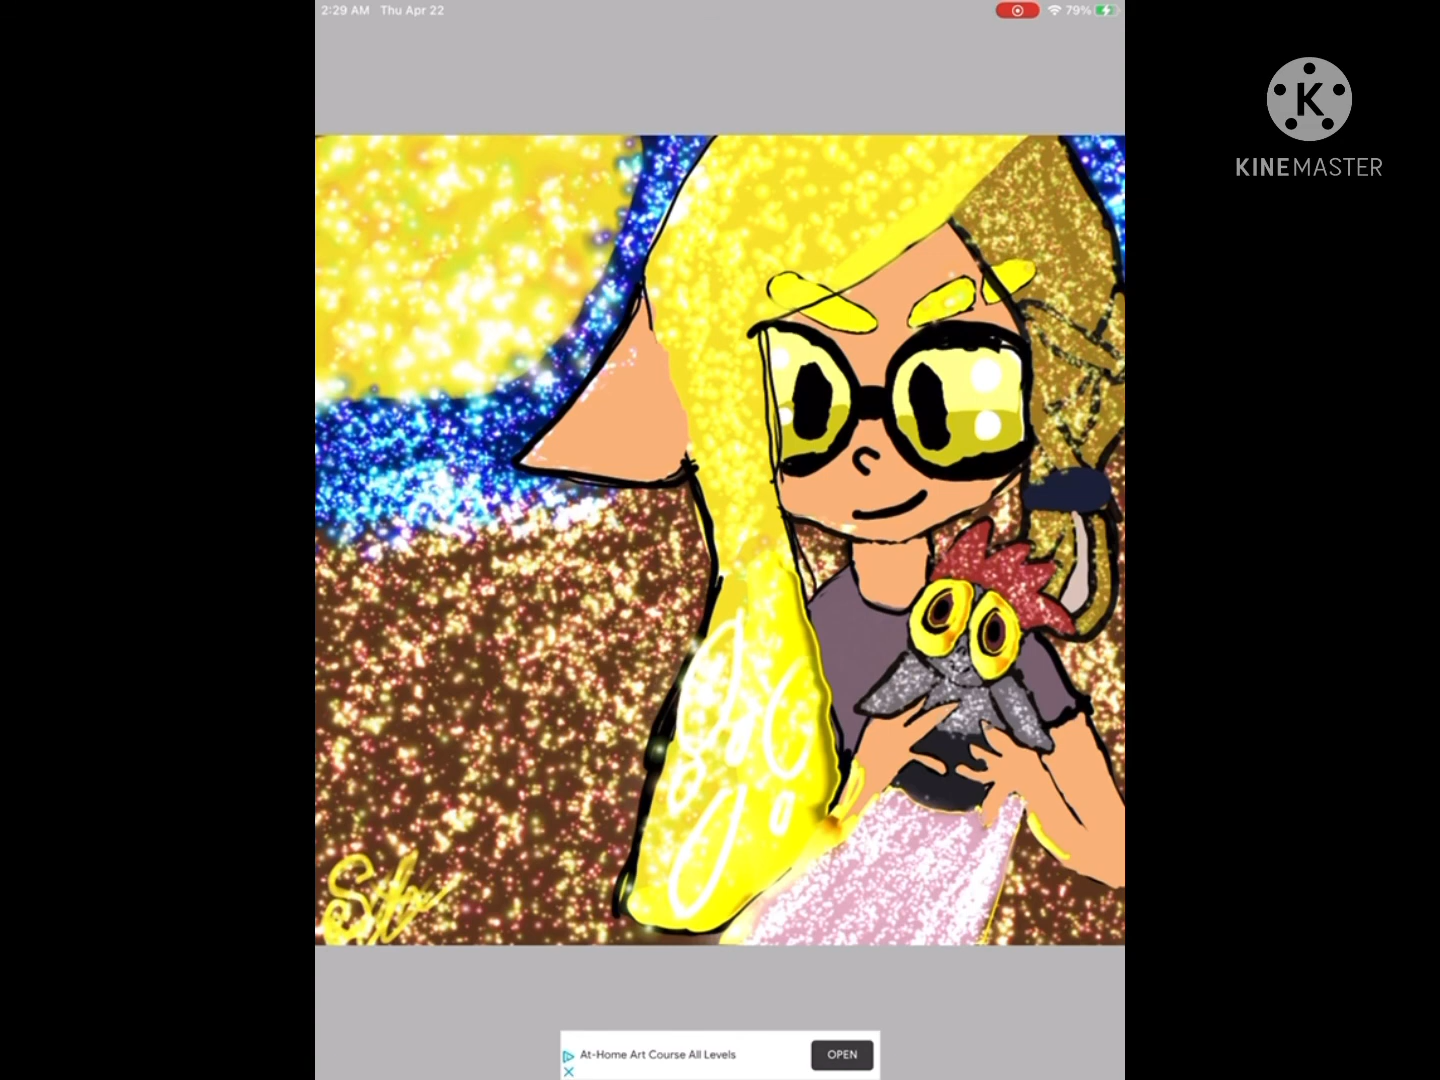 2:29 AM Thu Apr 22
79%
K
KINEMASTER
At-Home Art Course All Levels
OPEN